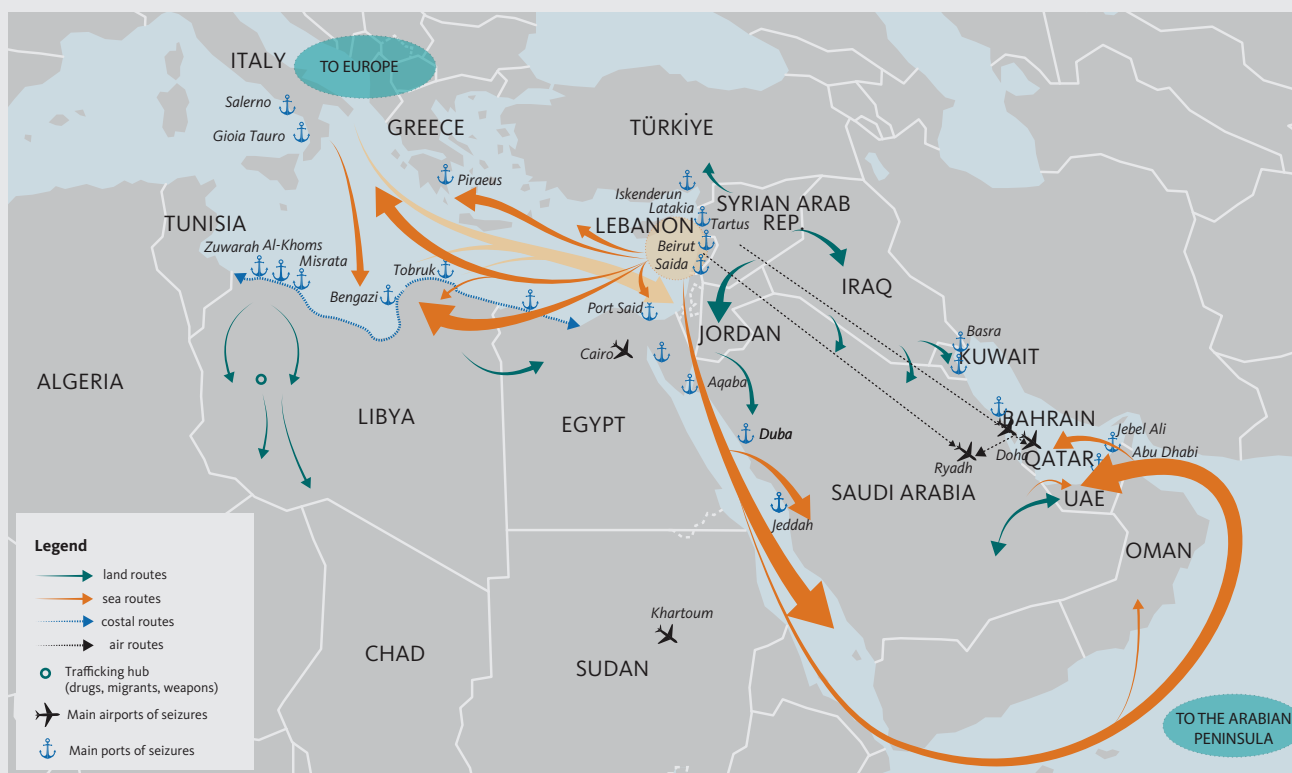 ITALY
TO EUROPE
Salerno
Gioia Tauro
GREECE
TÜRKİYE
Piraeus
Iskenderun
Latakia
SYRIAN ARAB
REP.
TUNISIA
LEBANON
Tartus
Zuwarah
Al-Khoms
Misrata
Beirut
Saida
Tobruk
Bengazi
Port Said
IRAQ
JORDAN
Basra
Cairo
KUWAIT
ALGERIA
Aqaba
LIBYA
EGYPT
BAHRAIN
Duba
Jebel Ali
Abu Dhabi
Doha
QATAR
Ryadh
SAUDI ARABIA
UAE
Jeddah
OMAN
Legend
land routes
sea routes
costal routes
air routes
Trafficking hub
(drugs, migrants, weapons)
Main airports of seizures
Main ports of seizures
Khartoum
CHAD
SUDAN
TO THE ARABIAN
PENINSULA